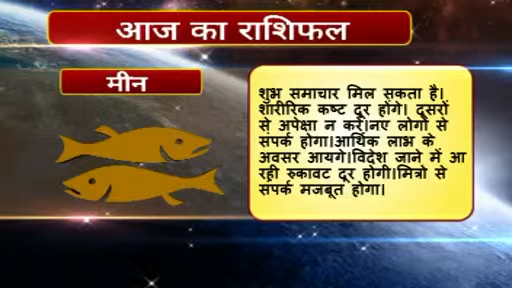 आज का राशिफल
मीन
शुभ समाचार मिल सकता है।
शारीरिक कष्ट दूर होंगे। दूसरों
से अपेक्षा न करें।नए लोगों से
संपर्क होगा।आर्थिक लाभ के
अवसर आयगे।विदेश जाने में आ
रही रुकावट दूर होगी।मित्रो से
संपर्क मजबूत होगा।